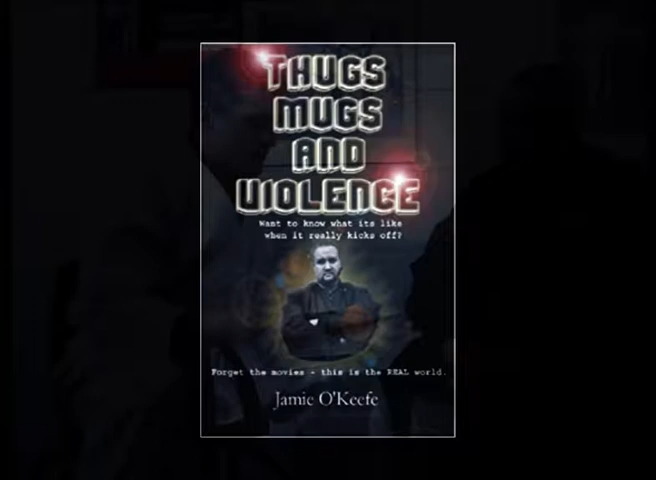 THUGS
MUGS
AND
VIOLENCE
Want to know what its like
when it really kicks off?
Forget the movies - this is the REAL world.
Jamie O'Keefe